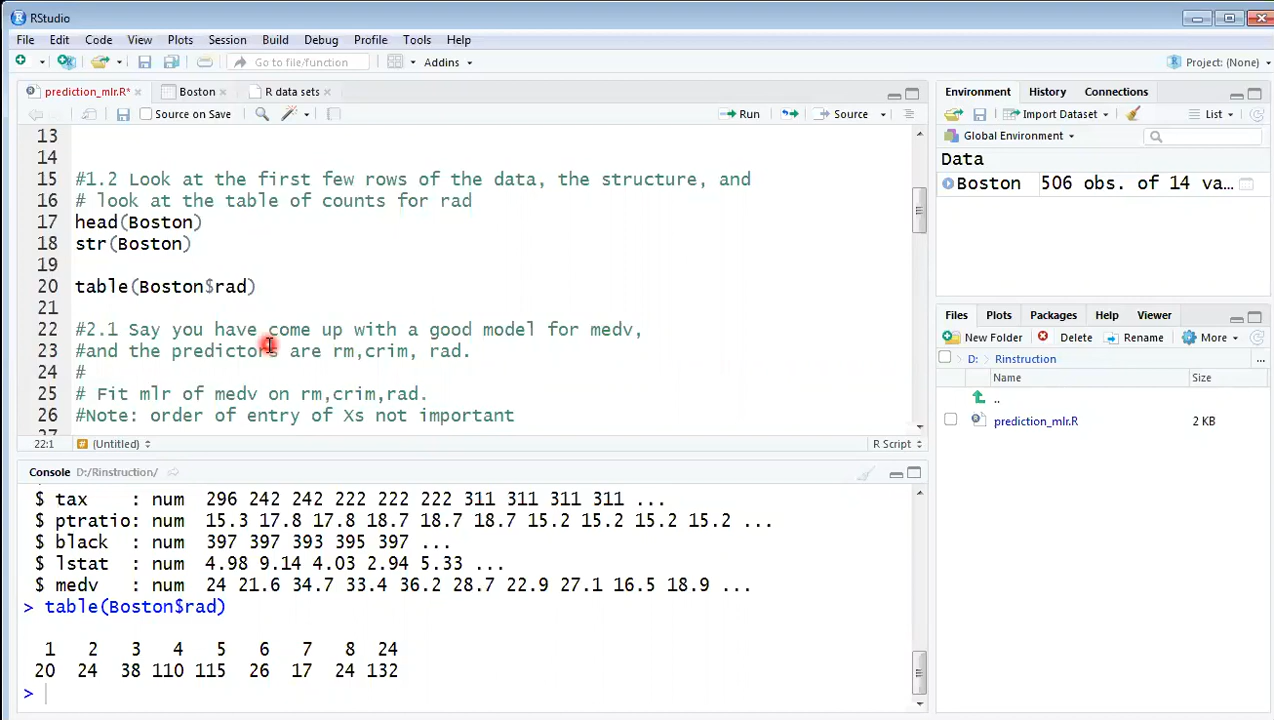 RStudio
File Edit Code View Plots Session Build Debug Profile Tools Help
Go to file/function Addins Project: (None)
prediction_mlr.R* Boston R data sets
Source on Save Run Source
13
14
15 #1.2 Look at the first few rows of the data, the structure, and
16 # look at the table of counts for rad
17 head(Boston)
18 str(Boston)
19
20 table(Boston$rad)
21
22 #2.1 Say you have come up with a good model for medv,
23 #and the predictors are rm,crim, rad.
24 #
25 # Fit mlr of medv on rm,crim,rad.
26 #Note: order of entry of Xs not important
22:1 (Untitled) R Script
Console D:/Rinstruction/
$ tax : num 296 242 242 222 222 222 311 311 311 311 ...
$ ptratio: num 15.3 17.8 17.8 18.7 18.7 18.7 15.2 15.2 15.2 15.2 ...
$ black : num 397 397 393 395 397 ...
$ lstat : num 4.98 9.14 4.03 2.94 5.33 ...
$ medv : num 24 21.6 34.7 33.4 36.2 28.7 22.9 27.1 16.5 18.9 ...
> table(Boston$rad)
1 2 3 4 5 6 7 8 24
20 24 38 110 115 26 17 24 132
>
Environment History Connections
Import Dataset List
Global Environment
Data
Boston 506 obs. of 14 va...
Files Plots Packages Help Viewer
New Folder Delete Rename More
D: Rinstruction ...
Name Size
..
prediction_mlr.R 2 KB